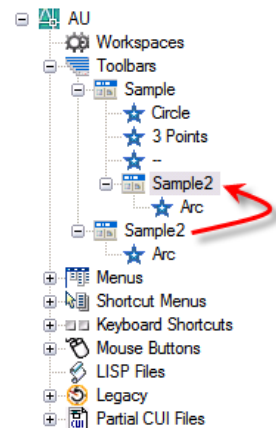 AU
Workspaces
Toolbars
Sample
Circle
3 Points
--
Sample2
Arc
Sample2
Arc
Menus
Shortcut Menus
Keyboard Shortcuts
Mouse Buttons
LISP Files
Legacy
Partial CUI Files